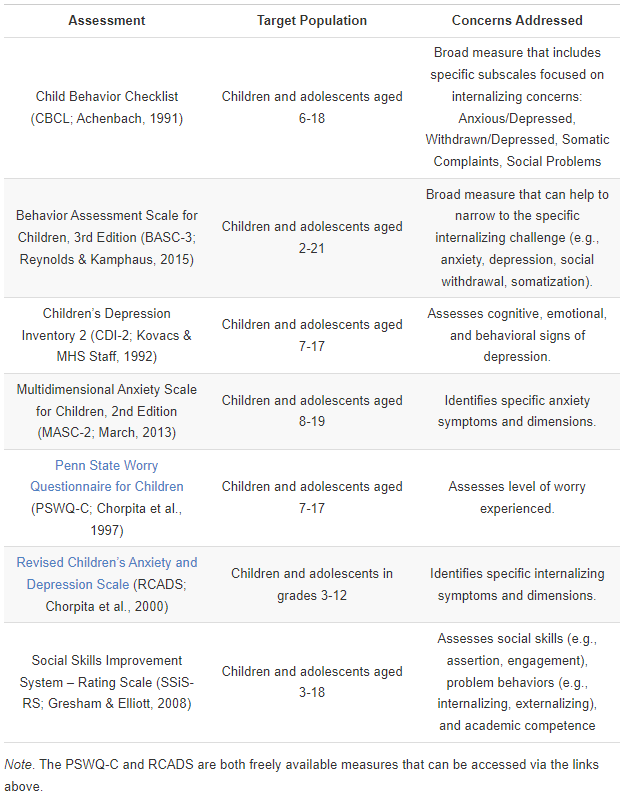 Assessment Target Population Concerns Addressed
Child Behavior Checklist
(CBCL; Achenbach, 1991)
Children and adolescents aged
6-18
Broad measure that includes
specific subscales focused on
internalizing concerns:
Anxious/Depressed,
Withdrawn/Depressed, Somatic
Complaints, Social Problems
Behavior Assessment Scale for
Children, 3rd Edition (BASC-3;
Reynolds & Kamphaus, 2015)
Children and adolescents aged
2-21
Broad measure that can help to
narrow to the specific
internalizing challenge (e.g.,
anxiety, depression, social
withdrawal, somatization).
Children’s Depression
Inventory 2 (CDI-2; Kovacs &
MHS Staff, 1992)
Children and adolescents aged
7-17
Assesses cognitive, emotional,
and behavioral signs of
depression.
Multidimensional Anxiety Scale
for Children, 2nd Edition
(MASC-2; March, 2013)
Children and adolescents aged
8-19
Identifies specific anxiety
symptoms and dimensions.
Penn State Worry
Questionnaire for Children
(PSWQ-C; Chorpita et al.,
1997)
Children and adolescents aged
7-17
Assesses level of worry
experienced.
Revised Children’s Anxiety and
Depression Scale (RCADS;
Chorpita et al., 2000)
Children and adolescents in
grades 3-12
Identifies specific internalizing
symptoms and dimensions.
Social Skills Improvement
System – Rating Scale (SSiS-
RS; Gresham & Elliott, 2008)
Children and adolescents aged
3-18
Assesses social skills (e.g.,
assertion, engagement),
problem behaviors (e.g.,
internalizing, externalizing),
and academic competence
Note. The PSWQ-C and RCADS are both freely available measures that can be accessed via the links
above.